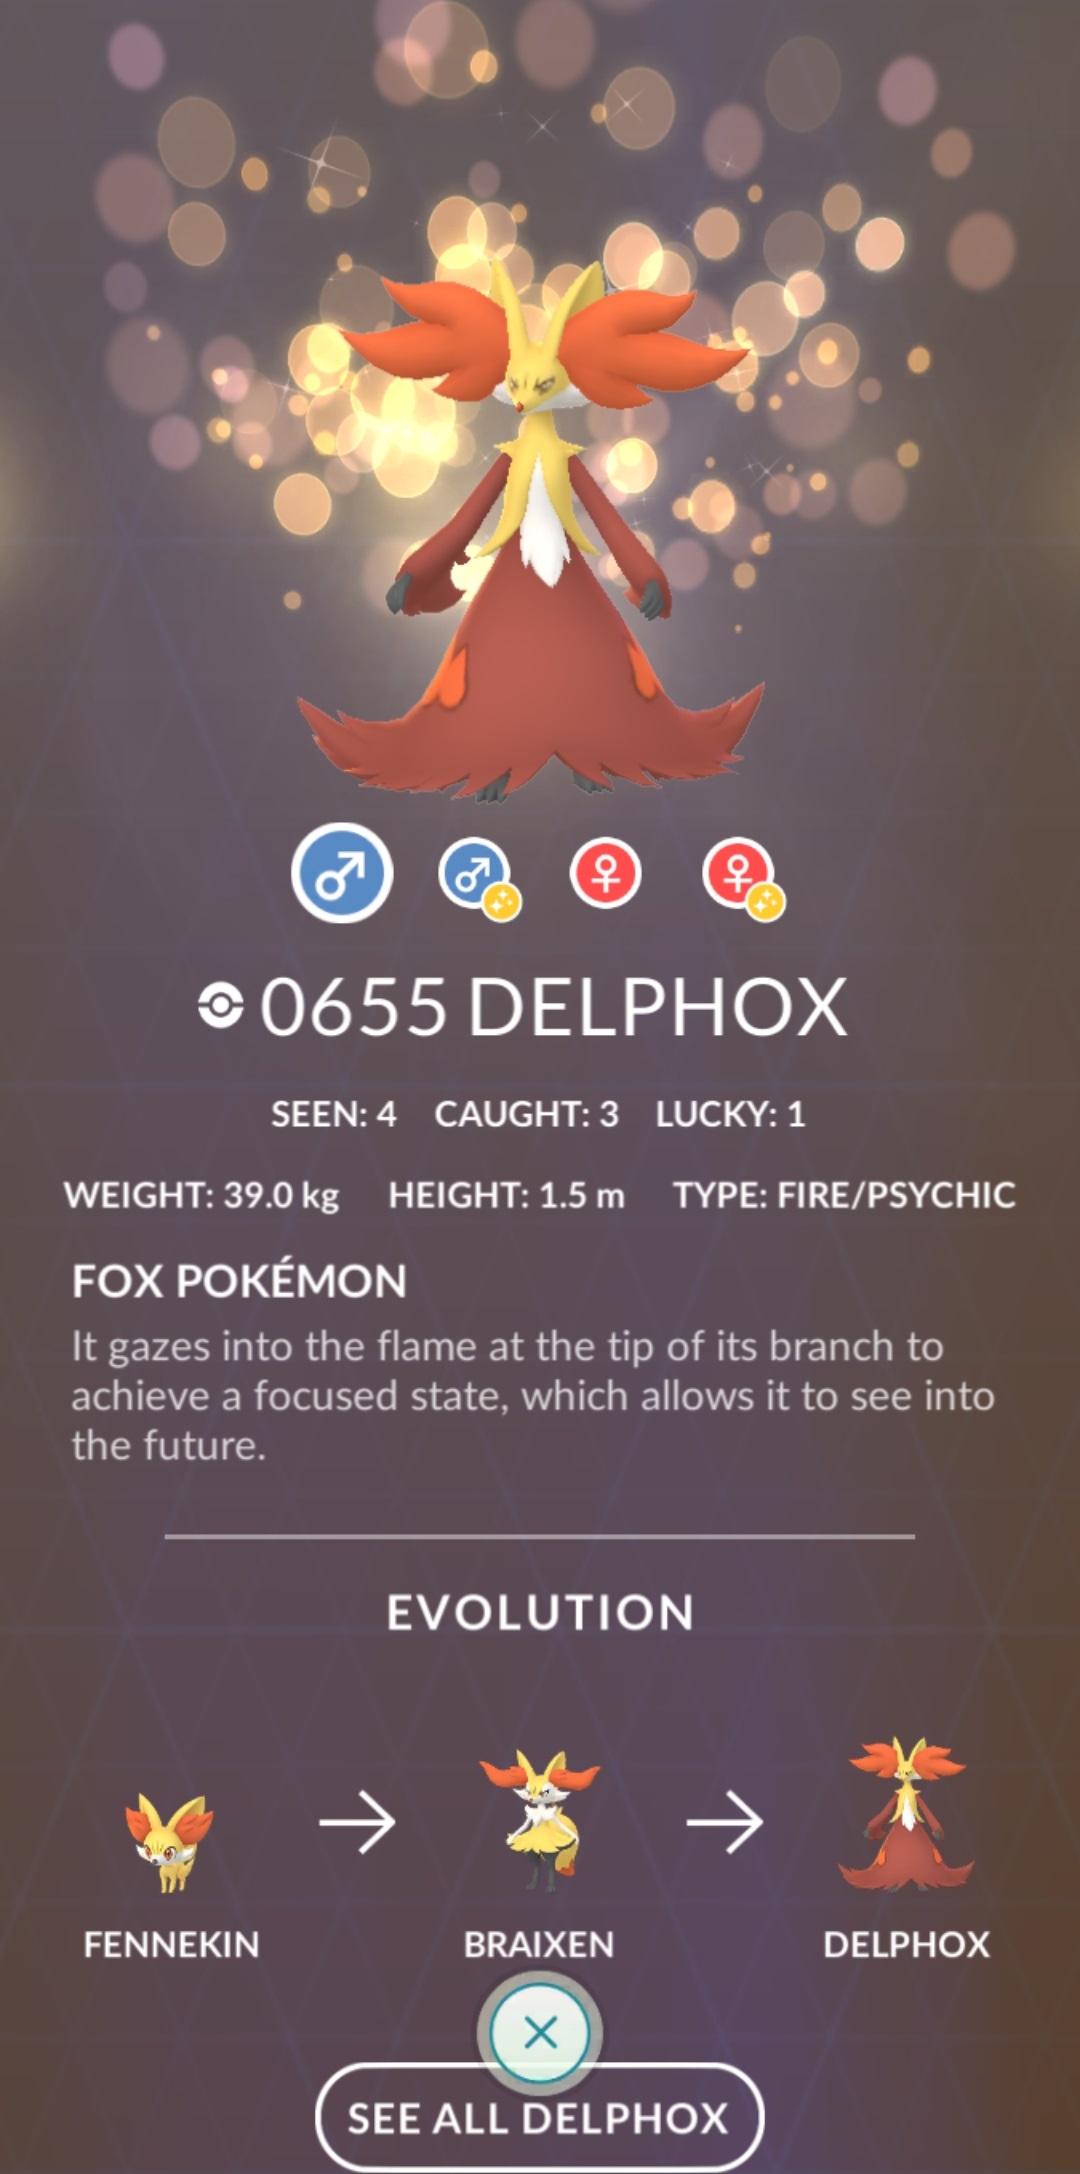 0655 DELPHOX
SEEN: 4 CAUGHT: 3 LUCKY: 1
WEIGHT: 39.0 kg HEIGHT: 1.5 m TYPE: FIRE/PSYCHIC
FOX POKÉMON
It gazes into the flame at the tip of its branch to
achieve a focused state, which allows it to see into
the future.
EVOLUTION
FENNEKIN BRAIXEN DELPHOX
SEE ALL DELPHOX